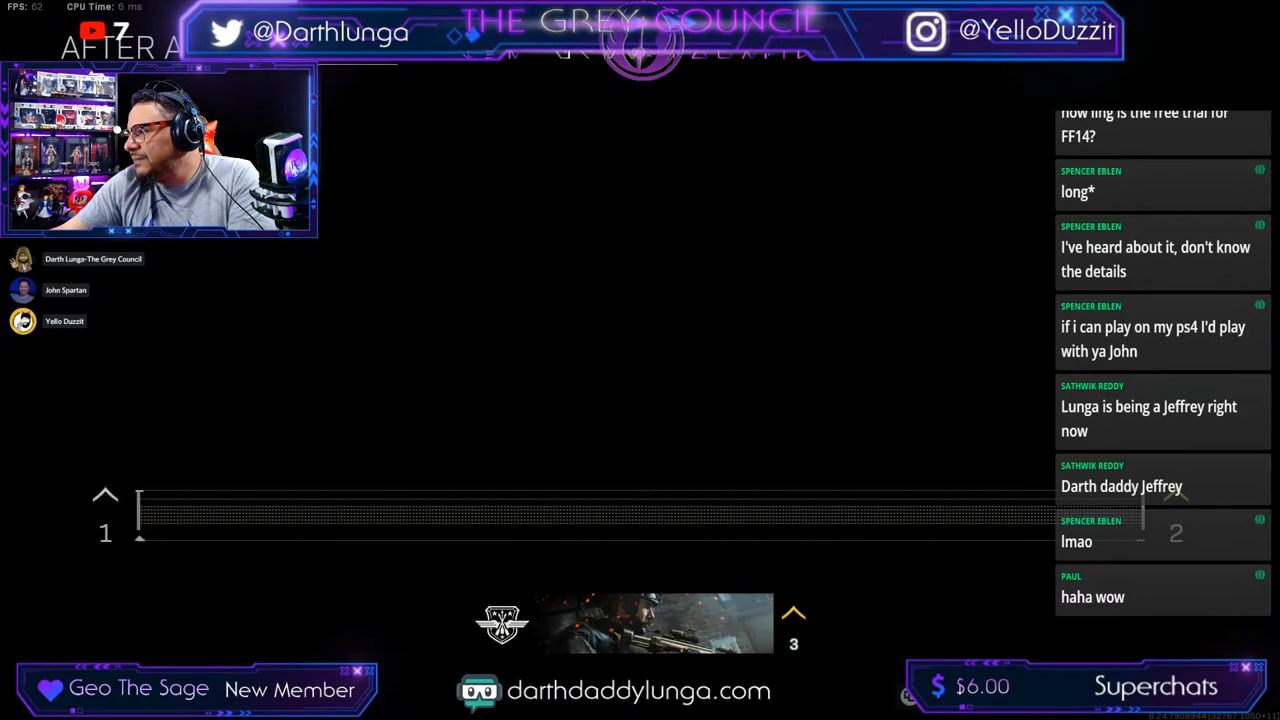 FPS: 62 CPU Time: 6 ms
7
AFTER A
@Darthlunga
THE GREY COUNCIL
@YelloDuzzit
how ling is the free trial for
FF14?
SPENCER EBLEN
long*
SPENCER EBLEN
I've heard about it, don't know
the details
SPENCER EBLEN
if i can play on my ps4 I'd play
with ya John
SATHWIK REDDY
Lunga is being a Jeffrey right
now
SATHWIK REDDY
Darth daddy Jeffrey
SPENCER EBLEN
lmao
PAUL
haha wow
Darth Lunga-The Grey Council
John Spartan
Yello Duzzit
1
2
3
Geo The Sage New Member
darthdaddylunga.com
$ $6.00 Superchats